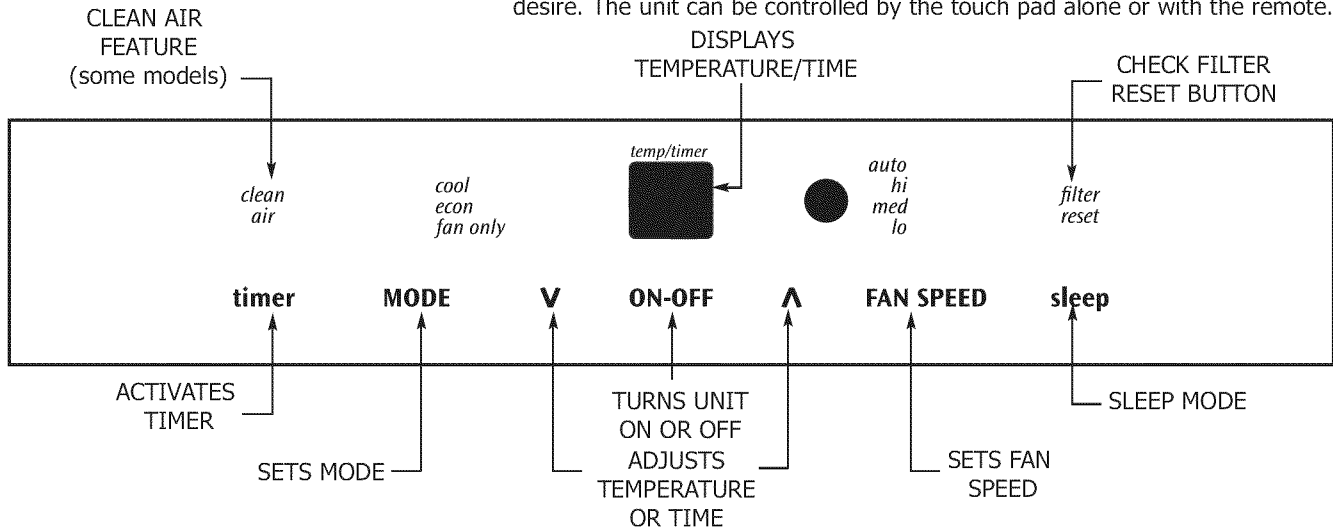 desire. The unit can be controlled by the touch pad alone or with the remote.
CLEAN AIR
FEATURE
(some models)
DISPLAYS
TEMPERATURE/TIME
CHECK FILTER
RESET BUTTON
clean
air
cool
econ
fan only
temp/timer
auto
hi
med
lo
filter
reset
timer
MODE
V
ON-OFF
Λ
FAN SPEED
sleep
ACTIVATES
TIMER
SETS MODE
TURNS UNIT
ON OR OFF
ADJUSTS
TEMPERATURE
OR TIME
SETS FAN
SPEED
SLEEP MODE